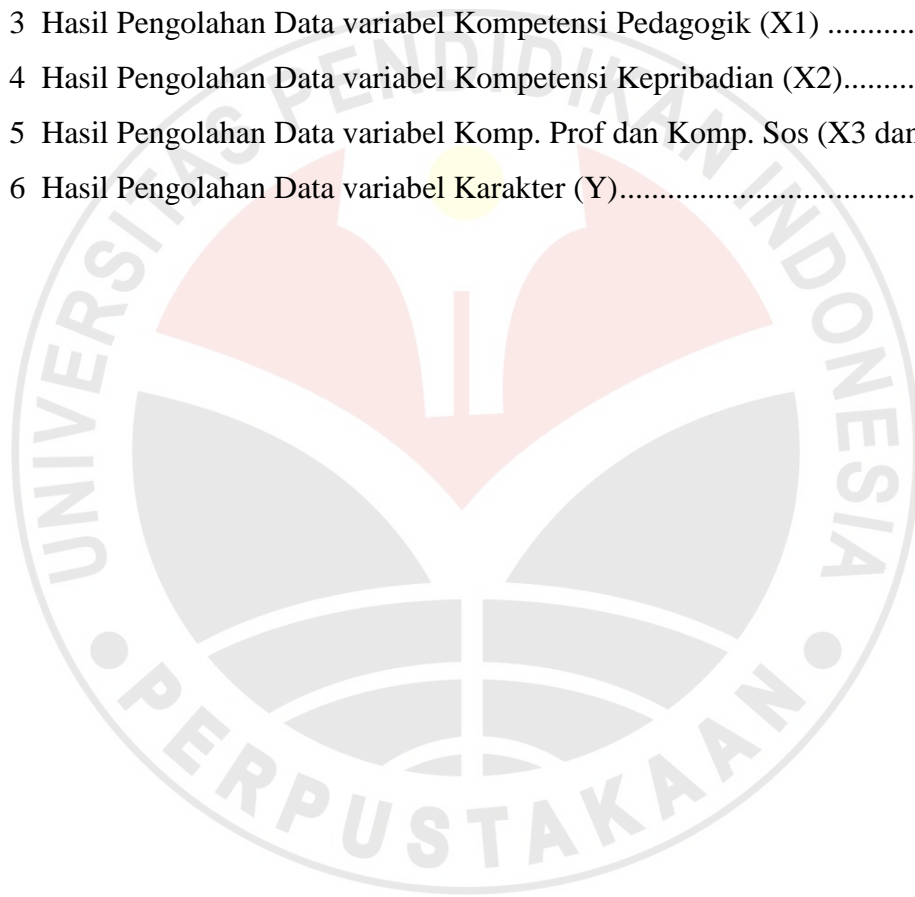 3 Hasil Pengolahan Data variabel Kompetensi Pedagogik (X1) ...........
4 Hasil Pengolahan Data variabel Kompetensi Kepribadian (X2).........
5 Hasil Pengolahan Data variabel Komp. Prof dan Komp. Sos (X3 dan
6 Hasil Pengolahan Data variabel Karakter (Y)...................................
UNIVERSITAS PENDIDIKAN INDONESIA
PERPUSTAKAAN